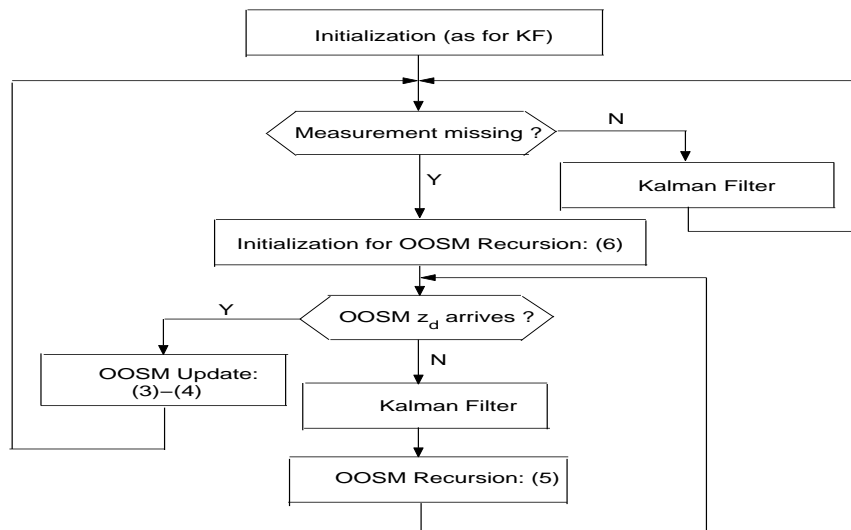 Initialization (as for KF)
Measurement missing ?
N
Kalman Filter
Y
Initialization for OOSM Recursion: (6)
Y
OOSM z_d arrives ?
N
OOSM Update:
(3)−(4)
Kalman Filter
OOSM Recursion: (5)